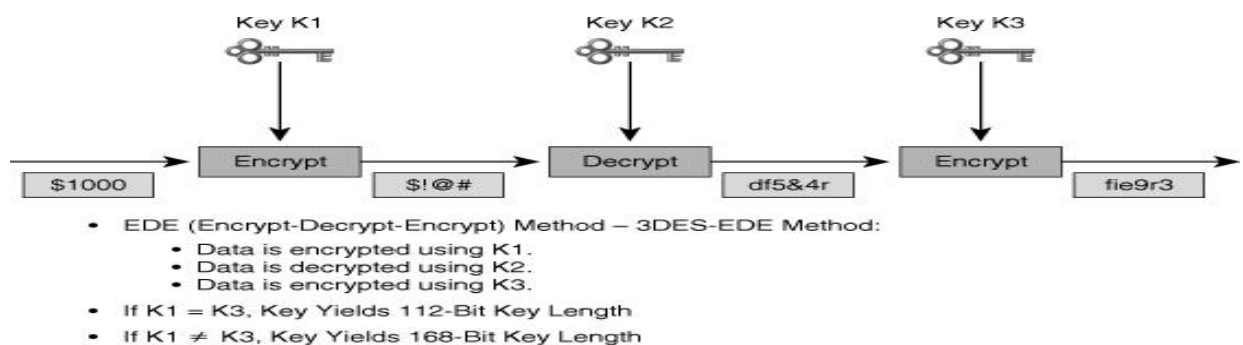 Key K1 Key K2 Key K3
Encrypt Decrypt Encrypt
$1000 $!@# df5&4r fie9r3
• EDE (Encrypt-Decrypt-Encrypt) Method – 3DES-EDE Method:
• Data is encrypted using K1.
• Data is decrypted using K2.
• Data is encrypted using K3.
• If K1 = K3, Key Yields 112-Bit Key Length
• If K1 ≠ K3, Key Yields 168-Bit Key Length